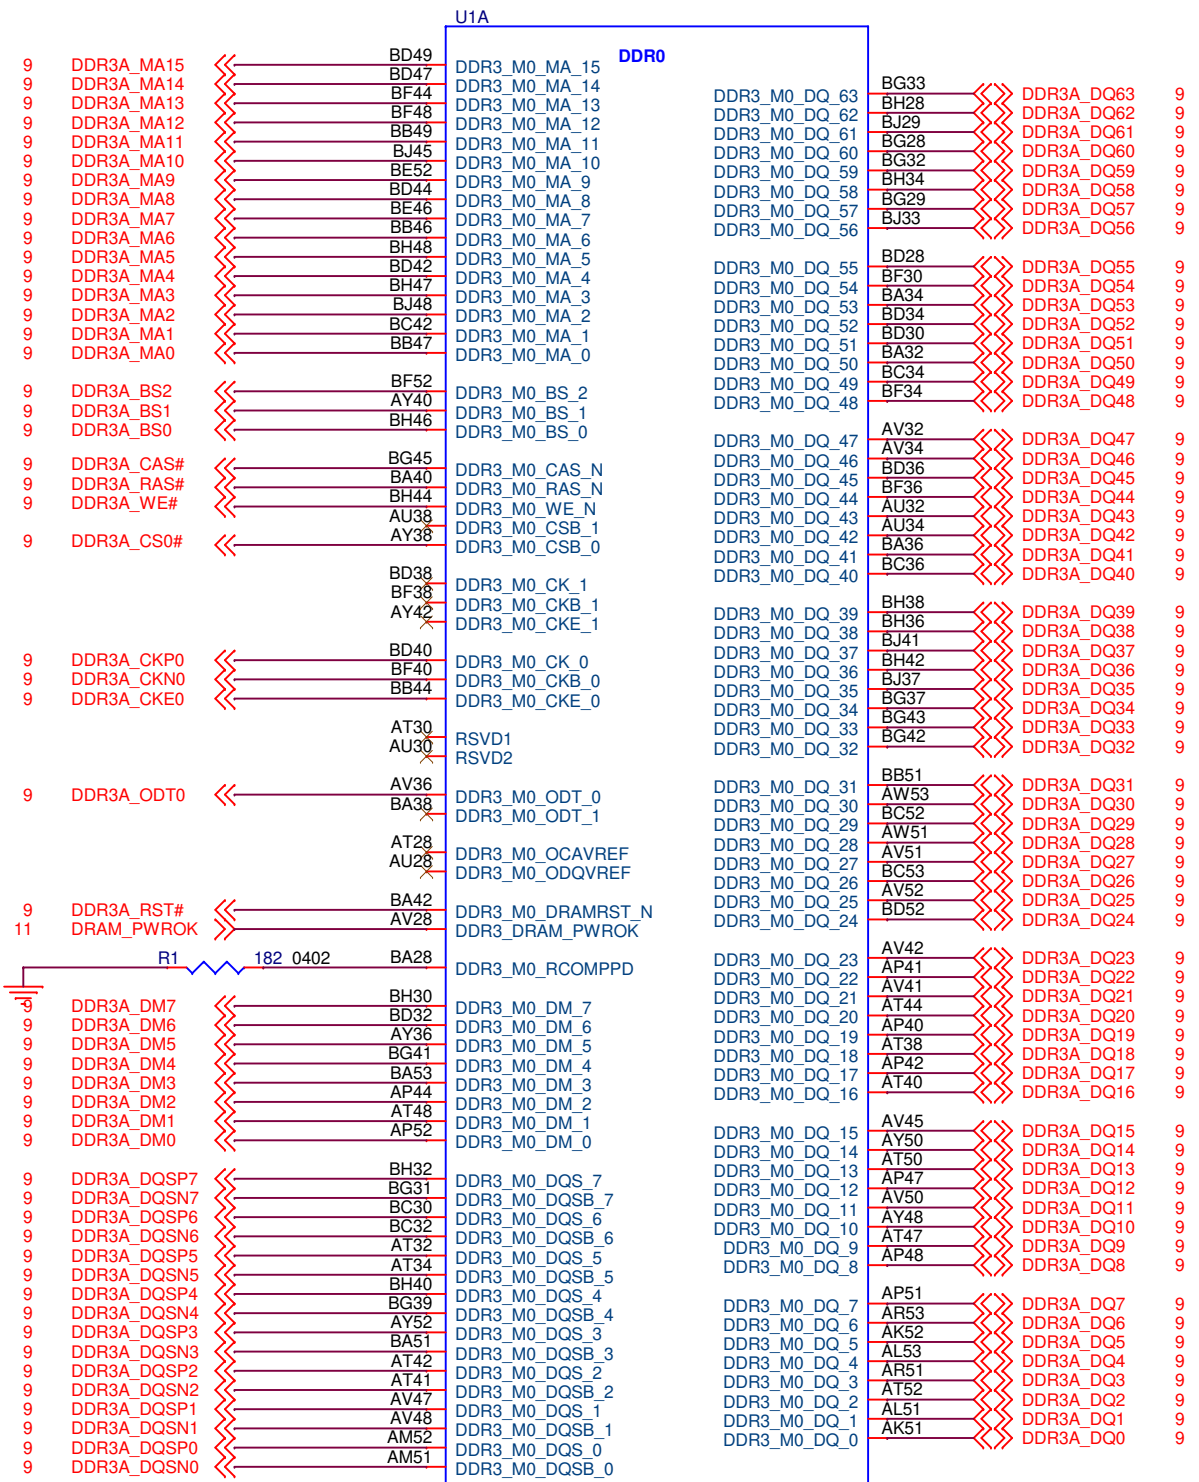 U1A
DDR0
9 DDR3A_MA15 BD49 DDR3_M0_MA_15
9 DDR3A_MA14 BD47 DDR3_M0_MA_14
9 DDR3A_MA13 BF44 DDR3_M0_MA_13
9 DDR3A_MA12 BF48 DDR3_M0_MA_12
9 DDR3A_MA11 BB49 DDR3_M0_MA_11
9 DDR3A_MA10 BJ45 DDR3_M0_MA_10
9 DDR3A_MA9 BE52 DDR3_M0_MA_9
9 DDR3A_MA8 BD44 DDR3_M0_MA_8
9 DDR3A_MA7 BE46 DDR3_M0_MA_7
9 DDR3A_MA6 BB46 DDR3_M0_MA_6
9 DDR3A_MA5 BH48 DDR3_M0_MA_5
9 DDR3A_MA4 BD42 DDR3_M0_MA_4
9 DDR3A_MA3 BH47 DDR3_M0_MA_3
9 DDR3A_MA2 BJ48 DDR3_M0_MA_2
9 DDR3A_MA1 BC42 DDR3_M0_MA_1
9 DDR3A_MA0 BB47 DDR3_M0_MA_0
9 DDR3A_BS2 BF52 DDR3_M0_BS_2
9 DDR3A_BS1 AY40 DDR3_M0_BS_1
9 DDR3A_BS0 BH46 DDR3_M0_BS_0
9 DDR3A_CAS# BG45 DDR3_M0_CAS_N
9 DDR3A_RAS# BA40 DDR3_M0_RAS_N
9 DDR3A_WE# BH44 DDR3_M0_WE_N
AU38 DDR3_M0_CSB_1
9 DDR3A_CS0# AY38 DDR3_M0_CSB_0
BD38 DDR3_M0_CK_1
BF38 DDR3_M0_CKB_1
AY42 DDR3_M0_CKE_1
9 DDR3A_CKP0 BD40 DDR3_M0_CK_0
9 DDR3A_CKN0 BF40 DDR3_M0_CKB_0
9 DDR3A_CKE0 BB44 DDR3_M0_CKE_0
AT30 RSVD1
AU30 RSVD2
9 DDR3A_ODT0 AV36 DDR3_M0_ODT_0
BA38 DDR3_M0_ODT_1
AT28 DDR3_M0_OCAVREF
AU28 DDR3_M0_ODQVREF
9 DDR3A_RST# BA42 DDR3_M0_DRAMRST_N
11 DRAM_PWROK AV28 DDR3_DRAM_PWROK
R1 182 0402 BA28 DDR3_M0_RCOMPPD
9 DDR3A_DM7 BH30 DDR3_M0_DM_7
9 DDR3A_DM6 BD32 DDR3_M0_DM_6
9 DDR3A_DM5 AY36 DDR3_M0_DM_5
9 DDR3A_DM4 BG41 DDR3_M0_DM_4
9 DDR3A_DM3 BA53 DDR3_M0_DM_3
9 DDR3A_DM2 AP44 DDR3_M0_DM_2
9 DDR3A_DM1 AT48 DDR3_M0_DM_1
9 DDR3A_DM0 AP52 DDR3_M0_DM_0
9 DDR3A_DQSP7 BH32 DDR3_M0_DQS_7
9 DDR3A_DQSN7 BG31 DDR3_M0_DQSB_7
9 DDR3A_DQSP6 BC30 DDR3_M0_DQS_6
9 DDR3A_DQSN6 BC32 DDR3_M0_DQSB_6
9 DDR3A_DQSP5 AT32 DDR3_M0_DQS_5
9 DDR3A_DQSN5 AT34 DDR3_M0_DQSB_5
9 DDR3A_DQSP4 BH40 DDR3_M0_DQS_4
9 DDR3A_DQSN4 BG39 DDR3_M0_DQSB_4
9 DDR3A_DQSP3 AY52 DDR3_M0_DQS_3
9 DDR3A_DQSN3 BA51 DDR3_M0_DQSB_3
9 DDR3A_DQSP2 AT42 DDR3_M0_DQS_2
9 DDR3A_DQSN2 AT41 DDR3_M0_DQSB_2
9 DDR3A_DQSP1 AV47 DDR3_M0_DQS_1
9 DDR3A_DQSN1 AV48 DDR3_M0_DQSB_1
9 DDR3A_DQSP0 AM52 DDR3_M0_DQS_0
9 DDR3A_DQSN0 AM51 DDR3_M0_DQSB_0
DDR3_M0_DQ_63 BG33 DDR3A_DQ63 9
DDR3_M0_DQ_62 BH28 DDR3A_DQ62 9
DDR3_M0_DQ_61 BJ29 DDR3A_DQ61 9
DDR3_M0_DQ_60 BG28 DDR3A_DQ60 9
DDR3_M0_DQ_59 BG32 DDR3A_DQ59 9
DDR3_M0_DQ_58 BH34 DDR3A_DQ58 9
DDR3_M0_DQ_57 BG29 DDR3A_DQ57 9
DDR3_M0_DQ_56 BJ33 DDR3A_DQ56 9
DDR3_M0_DQ_55 BD28 DDR3A_DQ55 9
DDR3_M0_DQ_54 BF30 DDR3A_DQ54 9
DDR3_M0_DQ_53 BA34 DDR3A_DQ53 9
DDR3_M0_DQ_52 BD34 DDR3A_DQ52 9
DDR3_M0_DQ_51 BD30 DDR3A_DQ51 9
DDR3_M0_DQ_50 BA32 DDR3A_DQ50 9
DDR3_M0_DQ_49 BC34 DDR3A_DQ49 9
DDR3_M0_DQ_48 BF34 DDR3A_DQ48 9
DDR3_M0_DQ_47 AV32 DDR3A_DQ47 9
DDR3_M0_DQ_46 AV34 DDR3A_DQ46 9
DDR3_M0_DQ_45 BD36 DDR3A_DQ45 9
DDR3_M0_DQ_44 BF36 DDR3A_DQ44 9
DDR3_M0_DQ_43 AU32 DDR3A_DQ43 9
DDR3_M0_DQ_42 AU34 DDR3A_DQ42 9
DDR3_M0_DQ_41 BA36 DDR3A_DQ41 9
DDR3_M0_DQ_40 BC36 DDR3A_DQ40 9
DDR3_M0_DQ_39 BH38 DDR3A_DQ39 9
DDR3_M0_DQ_38 BH36 DDR3A_DQ38 9
DDR3_M0_DQ_37 BJ41 DDR3A_DQ37 9
DDR3_M0_DQ_36 BH42 DDR3A_DQ36 9
DDR3_M0_DQ_35 BJ37 DDR3A_DQ35 9
DDR3_M0_DQ_34 BG37 DDR3A_DQ34 9
DDR3_M0_DQ_33 BG43 DDR3A_DQ33 9
DDR3_M0_DQ_32 BG42 DDR3A_DQ32 9
DDR3_M0_DQ_31 BB51 DDR3A_DQ31 9
DDR3_M0_DQ_30 AW53 DDR3A_DQ30 9
DDR3_M0_DQ_29 BC52 DDR3A_DQ29 9
DDR3_M0_DQ_28 AW51 DDR3A_DQ28 9
DDR3_M0_DQ_27 AV51 DDR3A_DQ27 9
DDR3_M0_DQ_26 BC53 DDR3A_DQ26 9
DDR3_M0_DQ_25 AV52 DDR3A_DQ25 9
DDR3_M0_DQ_24 BD52 DDR3A_DQ24 9
DDR3_M0_DQ_23 AV42 DDR3A_DQ23 9
DDR3_M0_DQ_22 AP41 DDR3A_DQ22 9
DDR3_M0_DQ_21 AV41 DDR3A_DQ21 9
DDR3_M0_DQ_20 AT44 DDR3A_DQ20 9
DDR3_M0_DQ_19 AP40 DDR3A_DQ19 9
DDR3_M0_DQ_18 AT38 DDR3A_DQ18 9
DDR3_M0_DQ_17 AP42 DDR3A_DQ17 9
DDR3_M0_DQ_16 AT40 DDR3A_DQ16 9
DDR3_M0_DQ_15 AV45 DDR3A_DQ15 9
DDR3_M0_DQ_14 AY50 DDR3A_DQ14 9
DDR3_M0_DQ_13 AT50 DDR3A_DQ13 9
DDR3_M0_DQ_12 AP47 DDR3A_DQ12 9
DDR3_M0_DQ_11 AV50 DDR3A_DQ11 9
DDR3_M0_DQ_10 AY48 DDR3A_DQ10 9
DDR3_M0_DQ_9 AT47 DDR3A_DQ9 9
DDR3_M0_DQ_8 AP48 DDR3A_DQ8 9
DDR3_M0_DQ_7 AP51 DDR3A_DQ7 9
DDR3_M0_DQ_6 AR53 DDR3A_DQ6 9
DDR3_M0_DQ_5 AK52 DDR3A_DQ5 9
DDR3_M0_DQ_4 AL53 DDR3A_DQ4 9
DDR3_M0_DQ_3 AR51 DDR3A_DQ3 9
DDR3_M0_DQ_2 AT52 DDR3A_DQ2 9
DDR3_M0_DQ_1 AL51 DDR3A_DQ1 9
DDR3_M0_DQ_0 AK51 DDR3A_DQ0 9